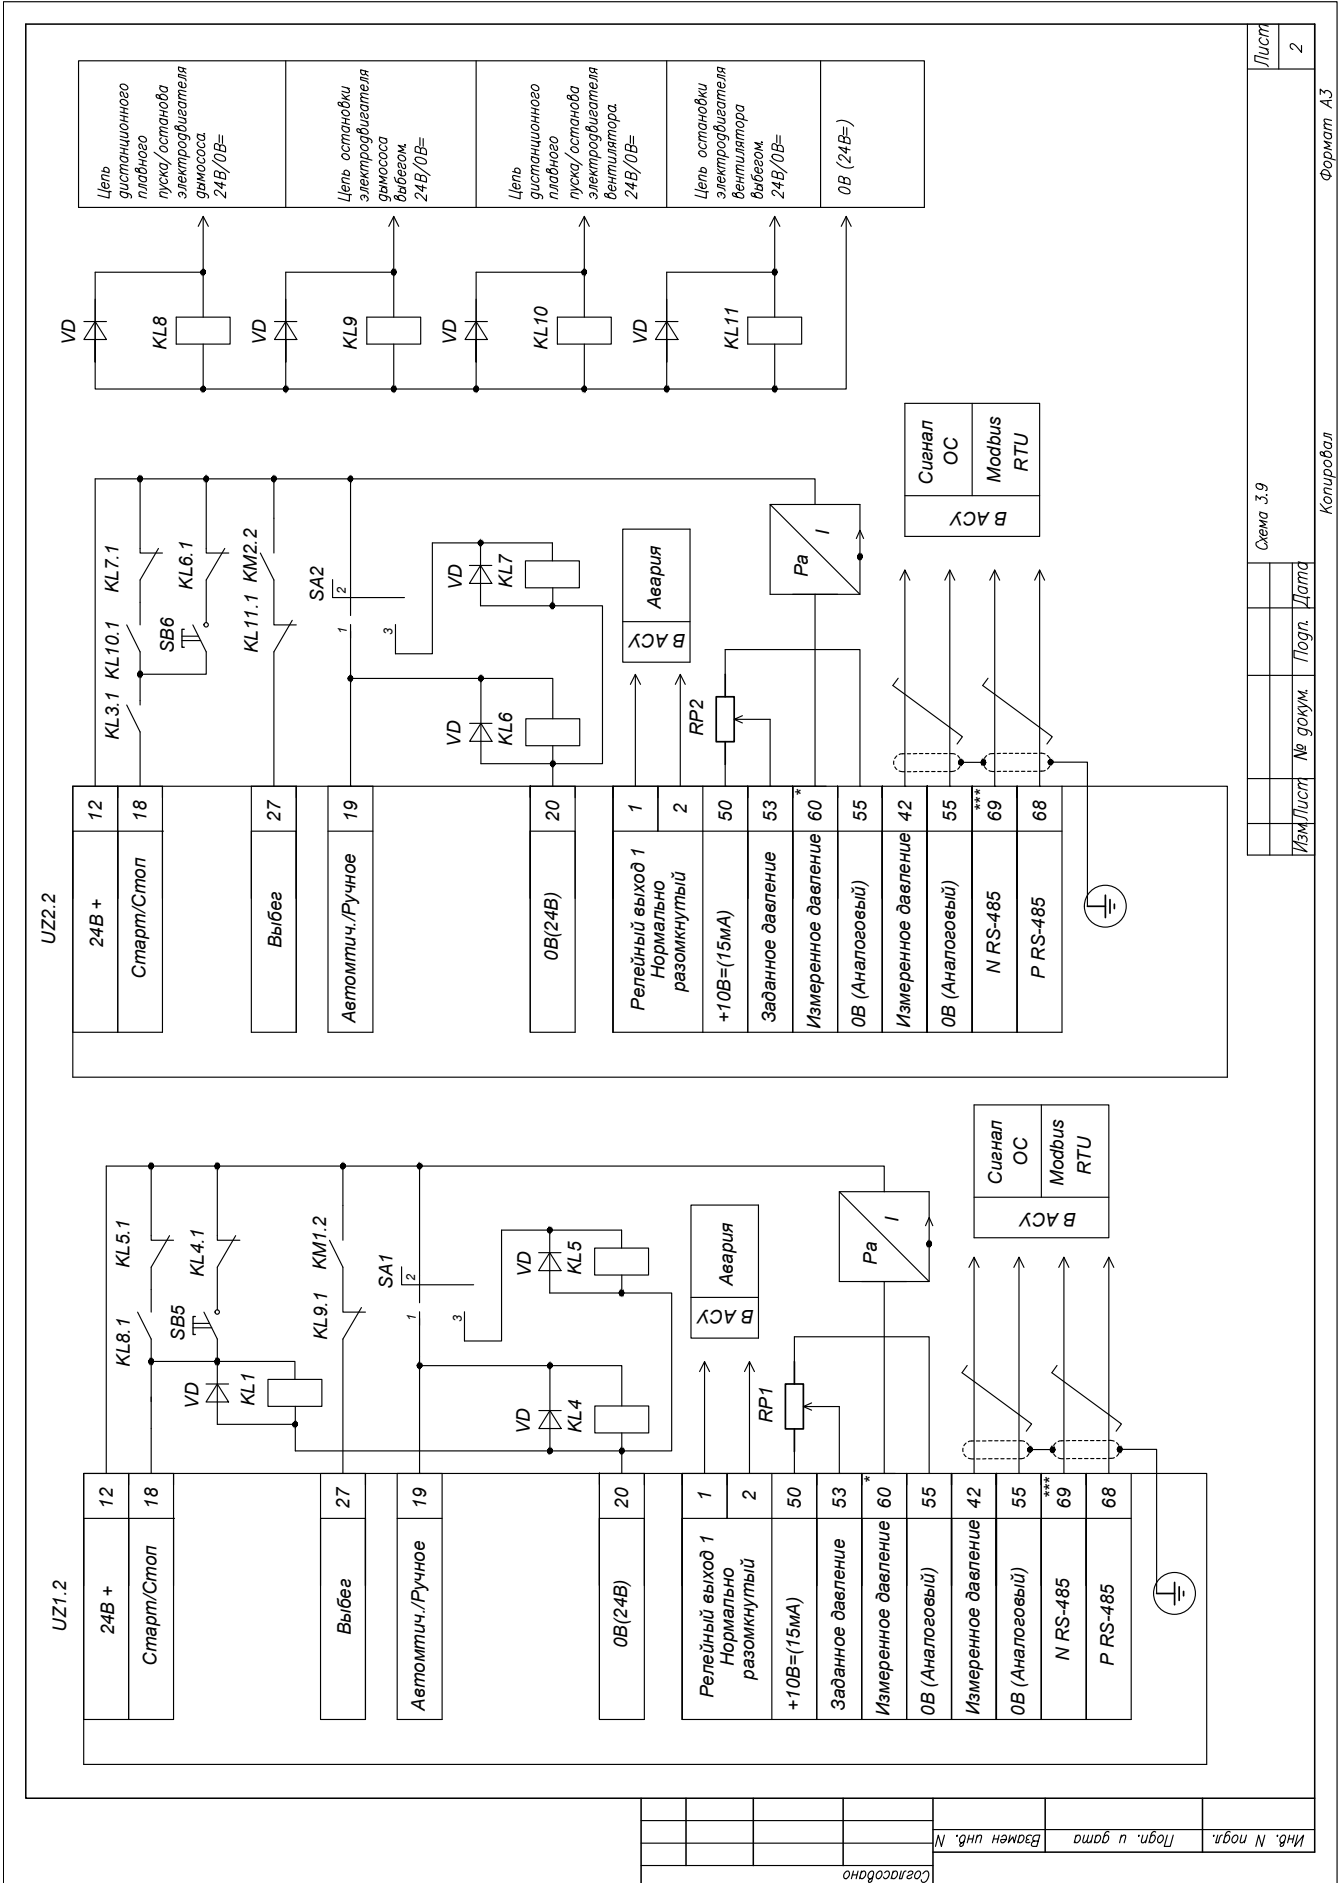 UZ1.2
24В +
12
Старт/Стоп
18
Выбег
27
Автомтич./Ручное
19
0В(24В)
20
Релейный выход 1
Нормально
разомкнутый
1
2
+10В=(15мА)
50
Заданное давление
53
Измеренное давление
60
*
0В (Аналоговый)
55
Измеренное давление
42
0В (Аналоговый)
55
N RS-485
69
***
P RS-485
68
KL8.1
KL5.1
SB5
KL4.1
VD
KL1
KL9.1
KM1.2
SA1
1
2
3
VD
KL4
VD
KL5
В АСУ
Авария
RP1
Pa
I
В АСУ
Сигнал
ОС
Modbus
RTU
UZ2.2
24В +
12
Старт/Стоп
18
Выбег
27
Автомтич./Ручное
19
0В(24В)
20
Релейный выход 1
Нормально
разомкнутый
1
2
+10В=(15мА)
50
Заданное давление
53
Измеренное давление
60
*
0В (Аналоговый)
55
Измеренное давление
42
0В (Аналоговый)
55
N RS-485
69
***
P RS-485
68
KL3.1
KL10.1
KL7.1
SB6
KL6.1
KL11.1
KM2.2
SA2
1
2
3
VD
KL6
VD
KL7
В АСУ
Авария
RP2
Pa
I
В АСУ
Сигнал
ОС
Modbus
RTU
VD
KL8
VD
KL9
VD
KL10
VD
KL11
Цепь
дистанционного
плавного
пуска/останова
электродвигателя
дымососа
24В/0В=
Цепь остановки
электродвигателя
дымососа
выбегом.
24В/0В=
Цепь
дистанционного
плавного
пуска/останова
электродвигателя
вентилятора
24В/0В=
Цепь остановки
электродвигателя
вентилятора
выбегом.
24В/0В=
0В (24В=)
Согласовано
Взамен инв. N
Подп. и дата
Инв. N подл.
Изм.
Лист
№ докум.
Подп.
Дата
Схема 3.9
Лист
2
Копировал
Формат А3